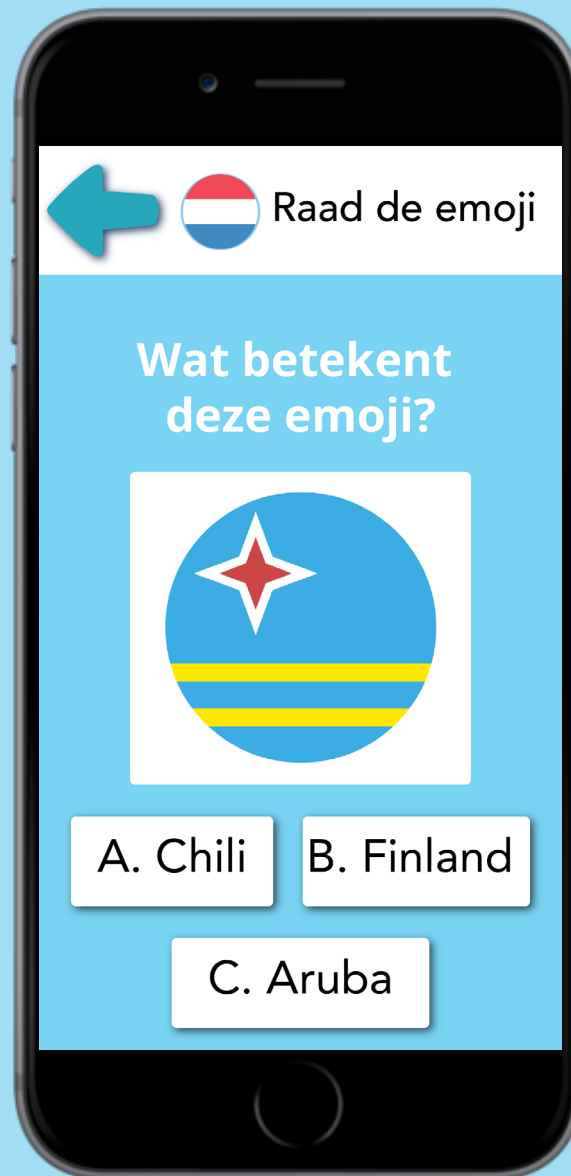 Raad de emoji
Wat betekent
deze emoji?
A. Chili
B. Finland
C. Aruba